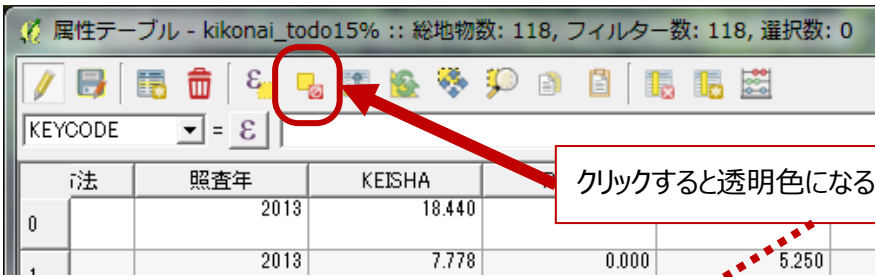 属性テーブル - kikonai_todo15% :: 総地物数: 118, フィルター数: 118, 選択数: 0
KEYCODE = ε
法 照査年 KEISHA
クリックすると透明色になる
0 2013 18.440
1 2013 7.778 0.000 5.250